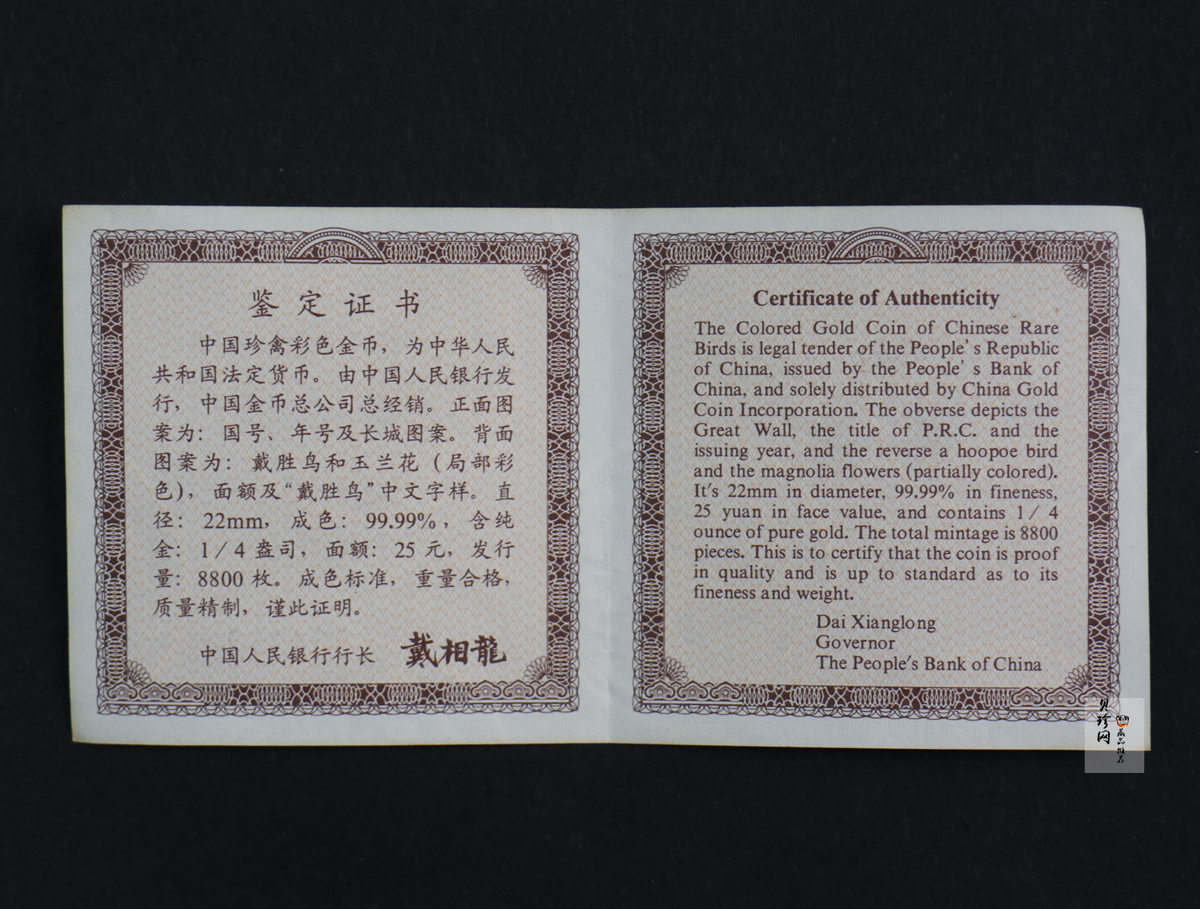 鉴定证书
中国珍禽彩色金币，为中华人民
共和国法定货币。由中国人民银行发
行，中国金币总公司总经销。正面图
案为：国号、年号及长城图案。背面
图案为：戴胜鸟和玉兰花（局部彩
色），面额及“戴胜鸟”中文字样。直
径：22mm，成色：99.99%，含纯
金：1/4盎司，面额：25元，发行
量：8800枚。成色标准，重量合格，
质量精制，谨此证明。
中国人民银行行长 戴相龍
Certificate of Authenticity
The Colored Gold Coin of Chinese Rare
Birds is legal tender of the People's Republic
of China, issued by the People's Bank of
China, and solely distributed by China Gold
Coin Incorporation. The obverse depicts the
Great Wall, the title of P.R.C. and the
issuing year, and the reverse a hoopoe bird
and the magnolia flowers (partially colored).
It's 22mm in diameter, 99.99% in fineness,
25 yuan in face value, and contains 1/4
ounce of pure gold. The total mintage is 8800
pieces. This is to certify that the coin is proof
in quality and is up to standard as to its
fineness and weight.
Dai Xianglong
Governor
The People's Bank of China
贝珍网
藏品推荐